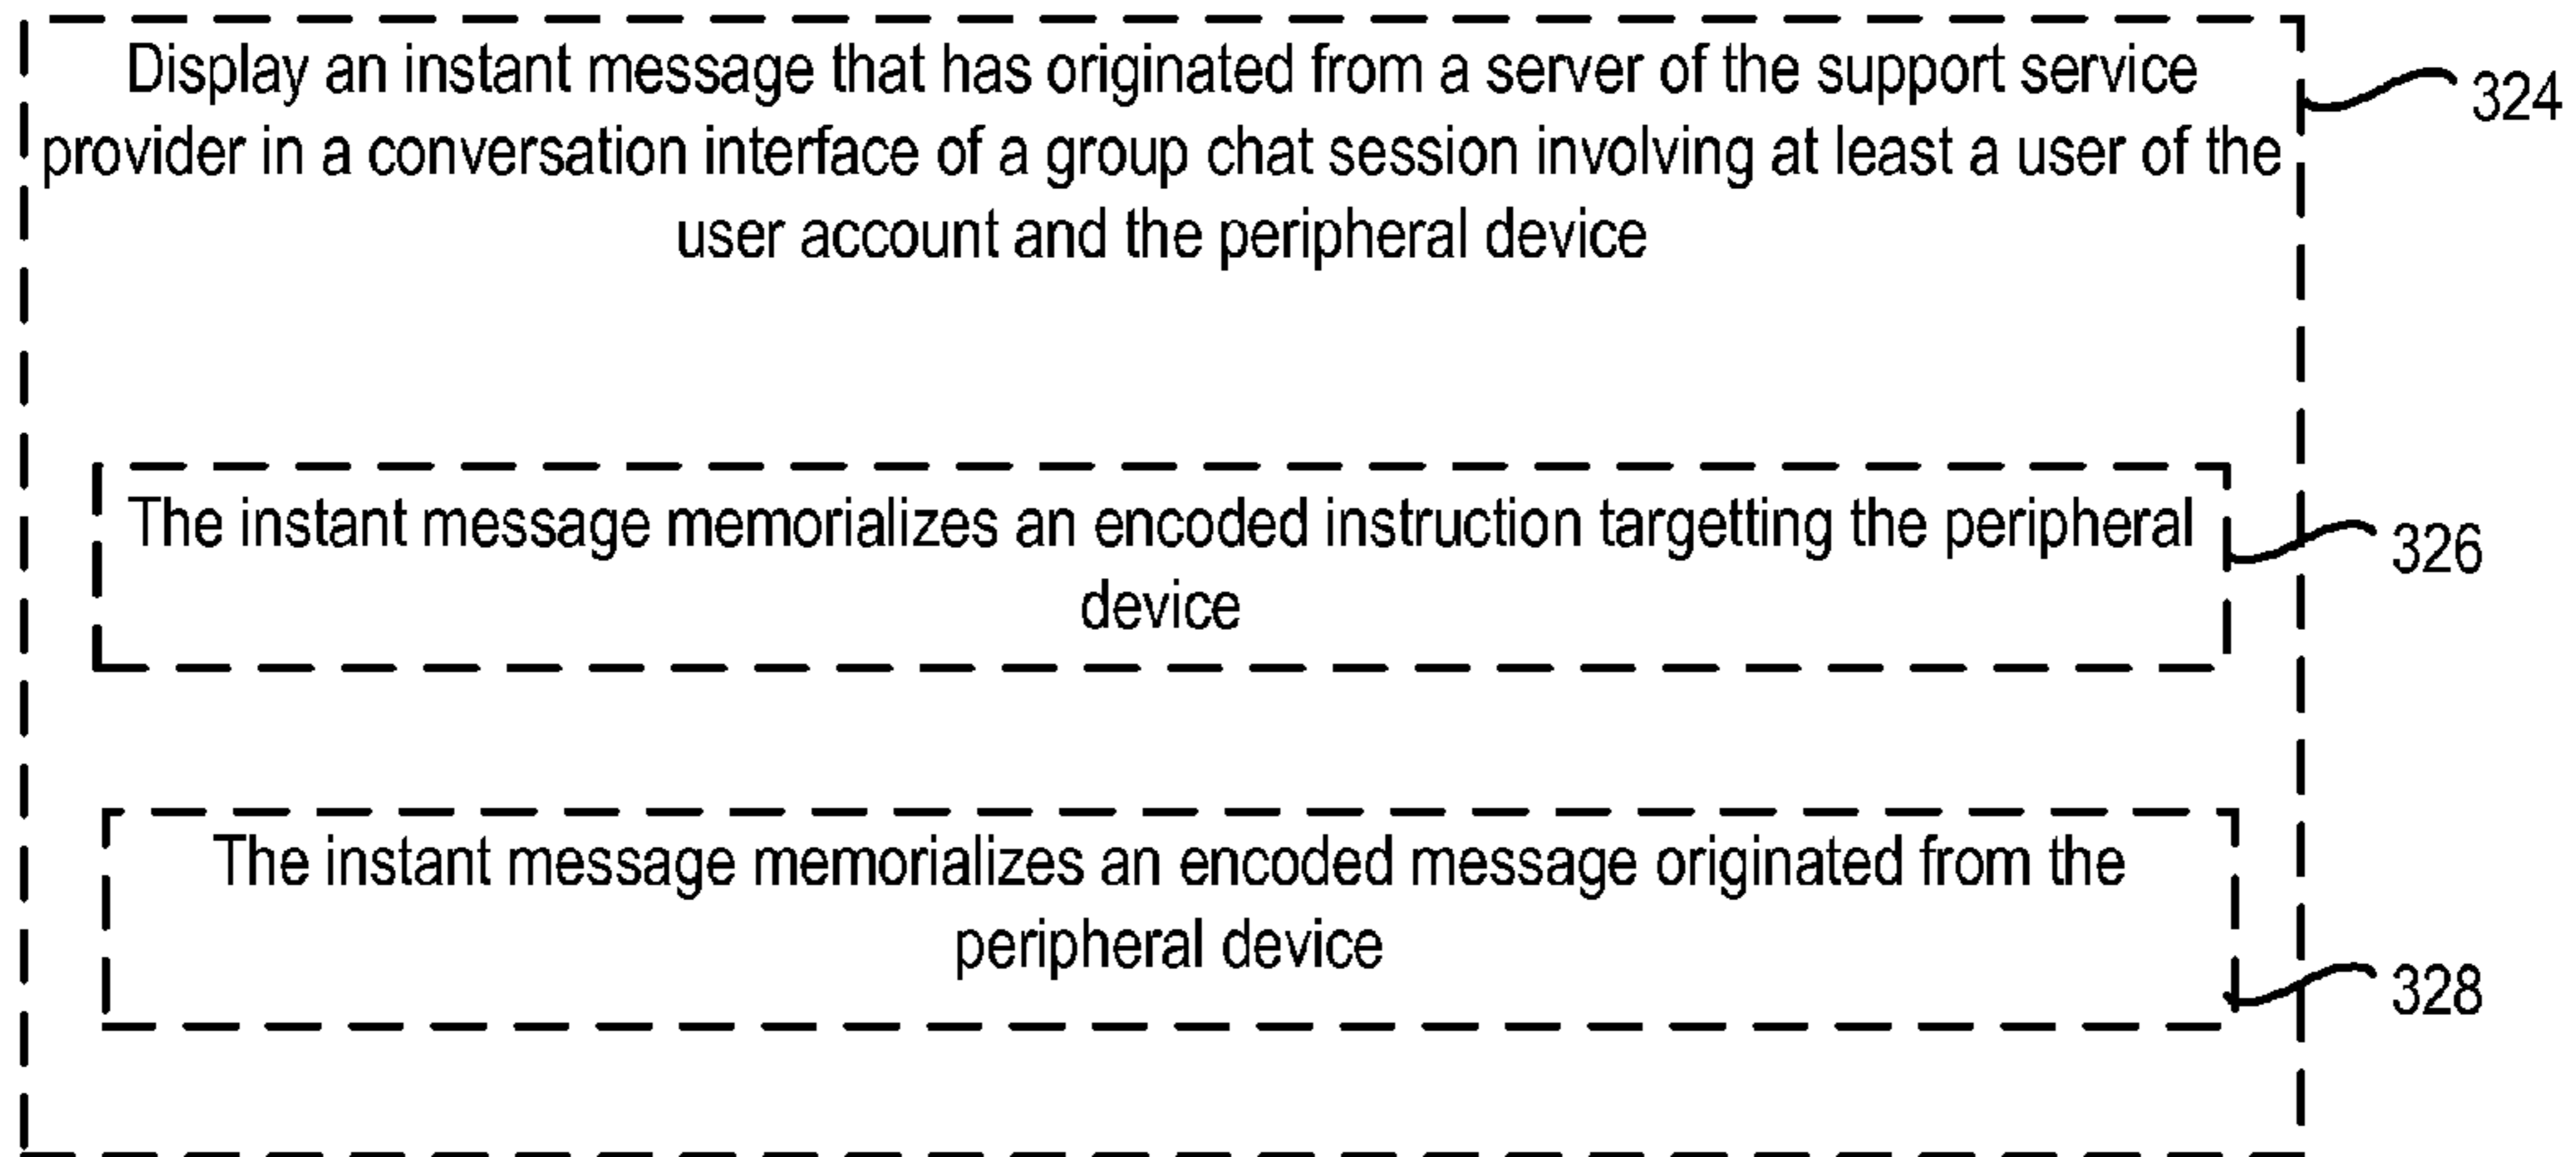 Display an instant message that has originated from a server of the support service
324
provider in a conversation interface of a group chat session involving at least a user of the
user account and the peripheral device
The instant message memorializes an encoded instruction targetting the peripheral
326
device
The instant message memorializes an encoded message originated from the
peripheral device
328